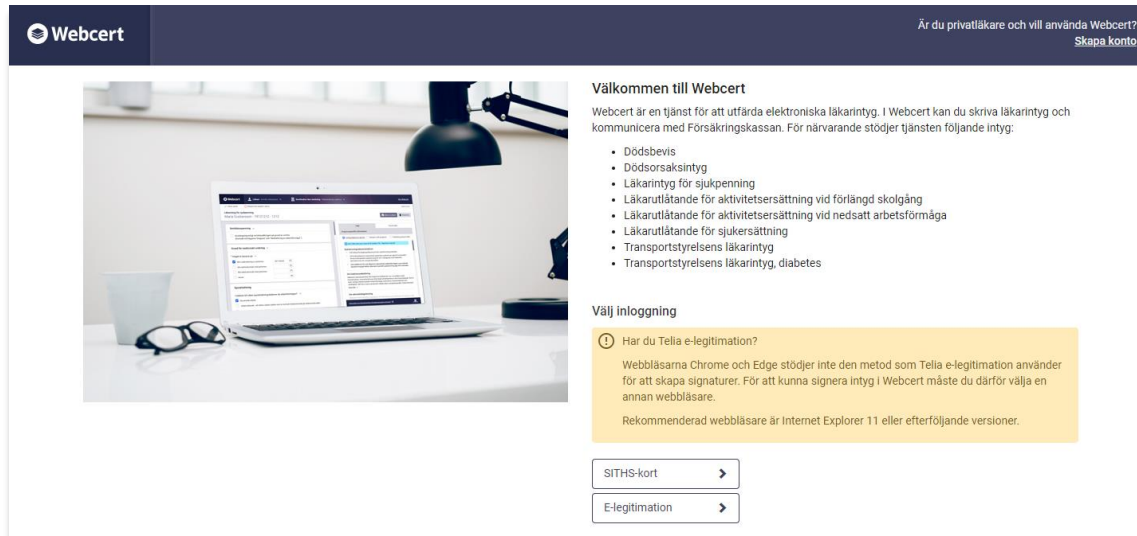 Webcert
Är du privatläkare och vill använda Webcert?
Skapa konto
Välkommen till Webcert
Webcert är en tjänst för att utfärda elektroniska läkarintyg. I Webcert kan du skriva läkarintyg och
kommunicera med Försäkringskassan. För närvarande stödjer tjänsten följande intyg:
• Dödsbevis
• Dödsorsaksintyg
• Läkarintyg för sjukpenning
• Läkarutlåtande för aktivitetsersättning vid förlängd skolgång
• Läkarutlåtande för aktivitetsersättning vid nedsatt arbetsförmåga
• Läkarutlåtande för sjukersättning
• Transportstyrelsens läkarintyg
• Transportstyrelsens läkarintyg, diabetes
Välj inloggning
Har du Telia e-legitimation?
Webbläsarna Chrome och Edge stödjer inte den metod som Telia e-legitimation använder
för att skapa signaturer. För att kunna signera intyg i Webcert måste du därför välja en
annan webbläsare.
Rekommenderad webbläsare är Internet Explorer 11 eller efterföljande versioner.
SITHS-kort
E-legitimation